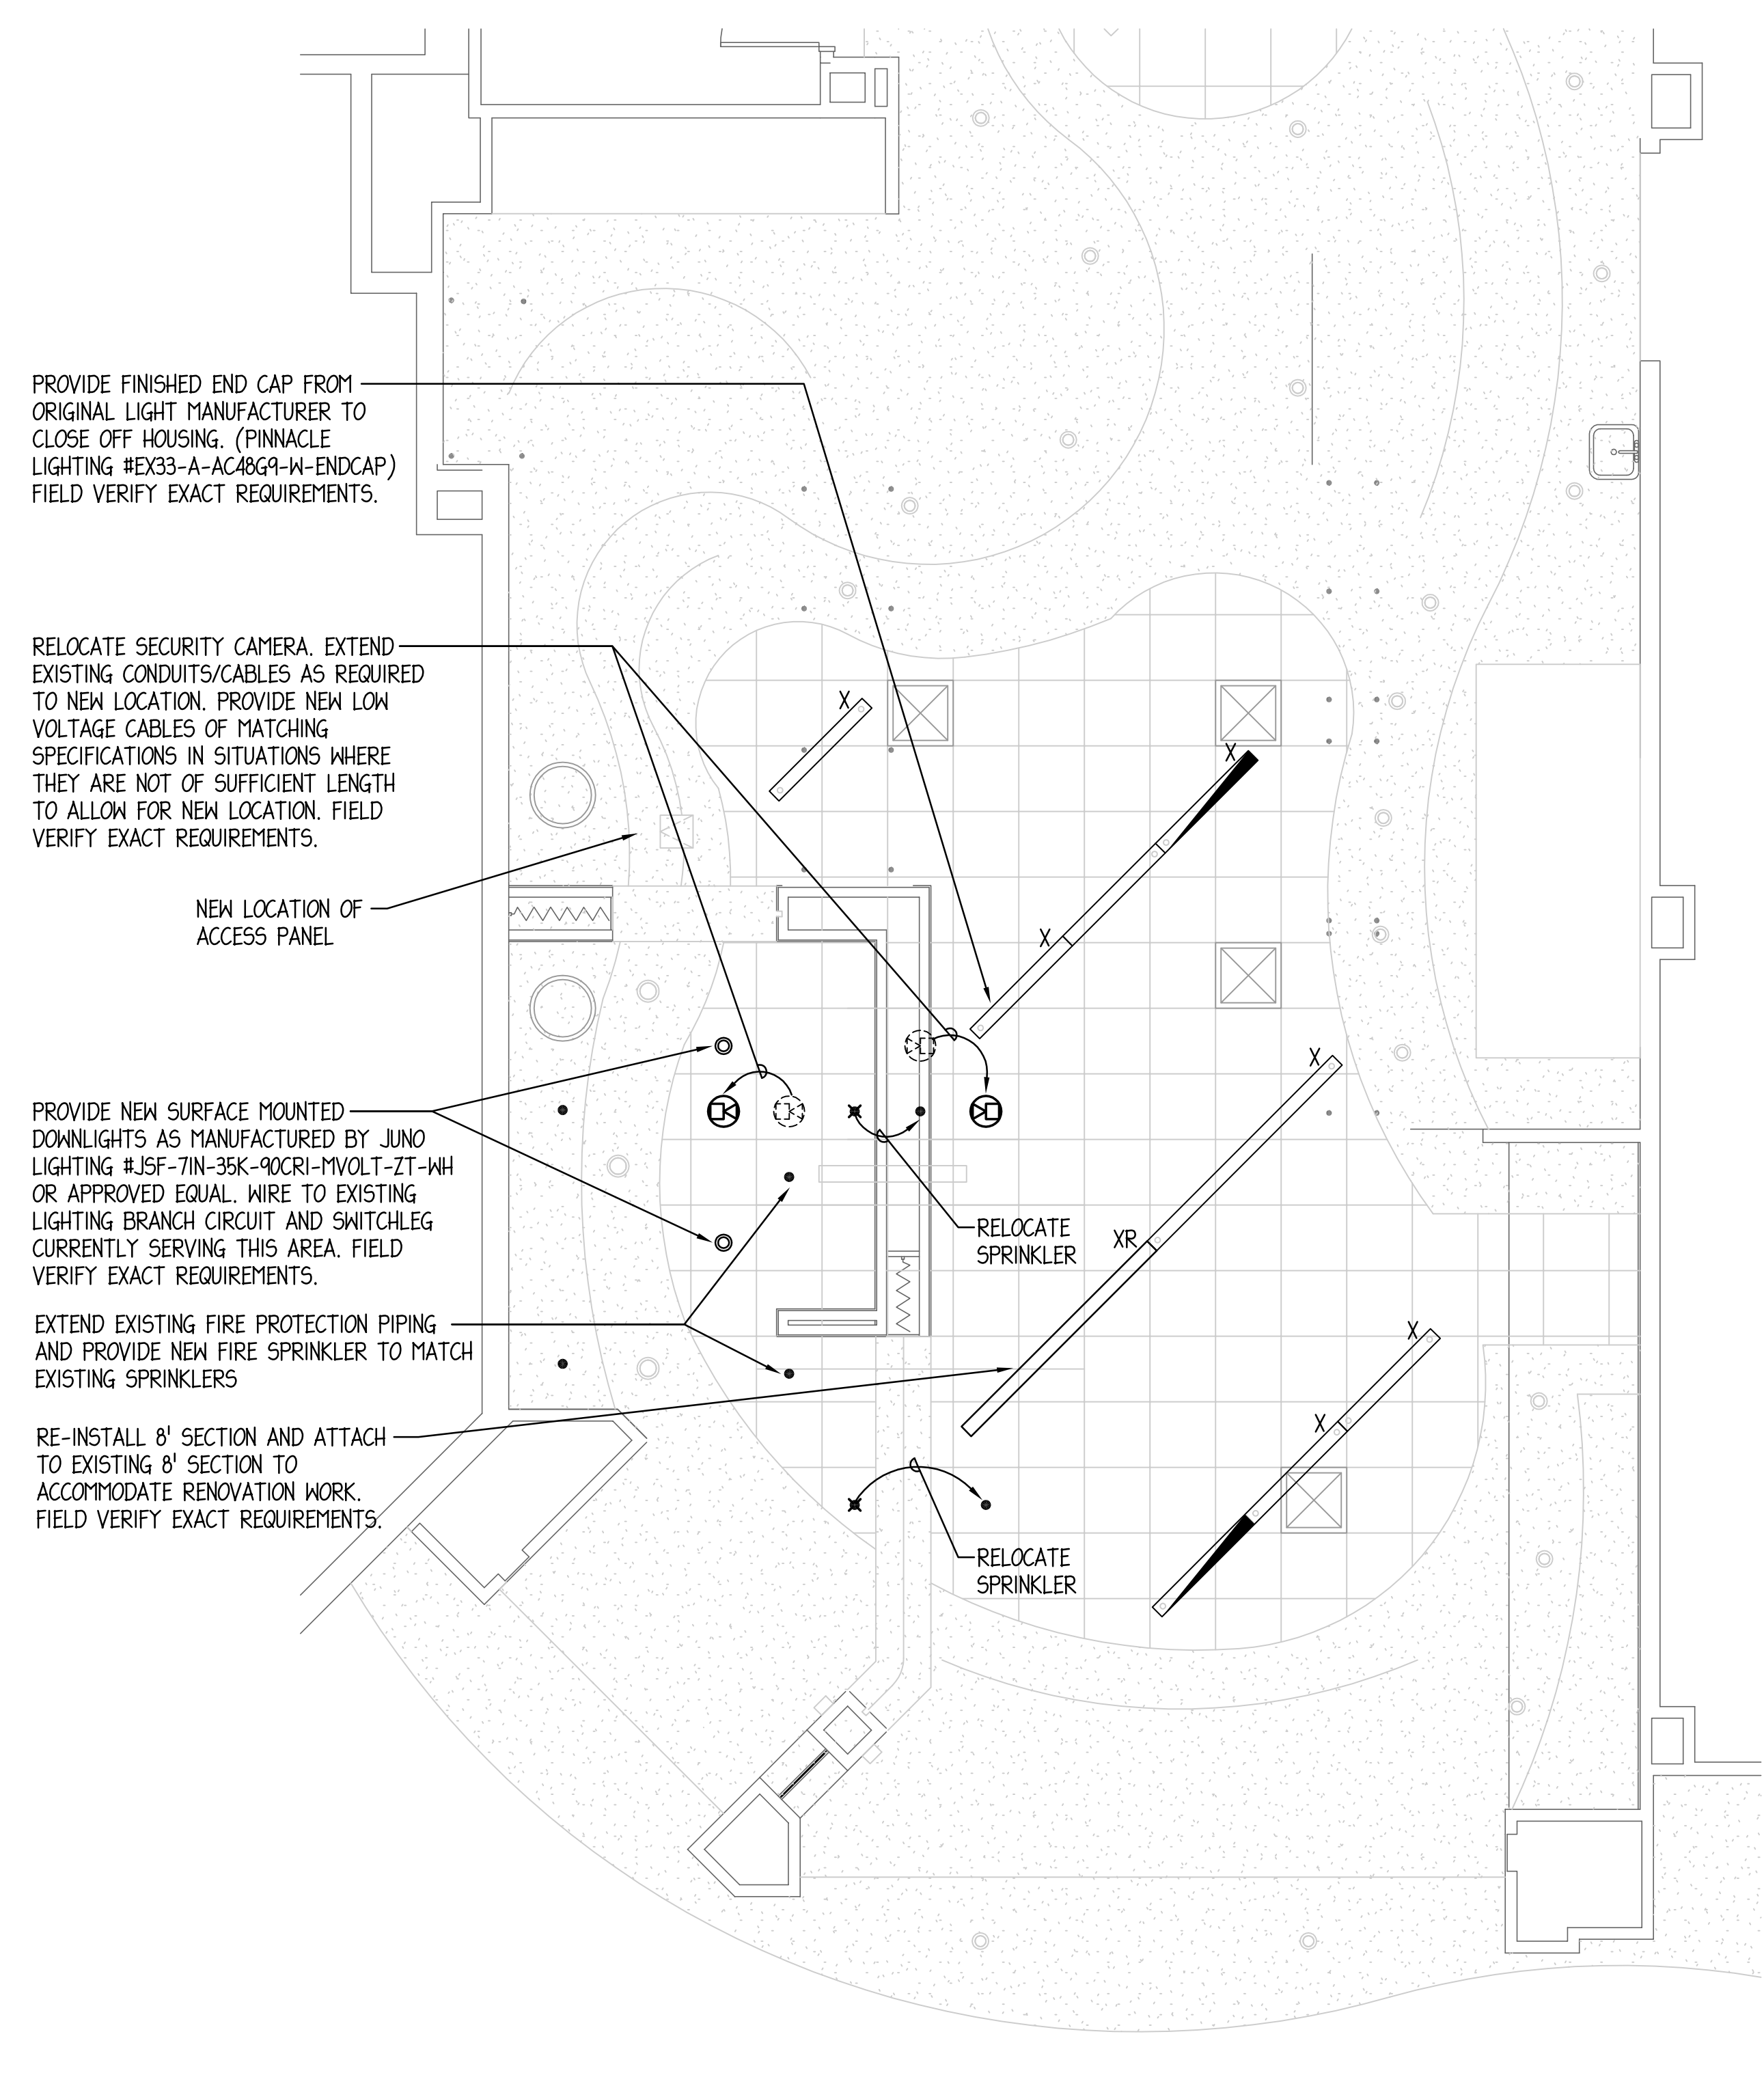 PROVIDE FINISHED END CAP FROM
ORIGINAL LIGHT MANUFACTURER TO
CLOSE OFF HOUSING. (PINNACLE
LIGHTING #EX33-A-AC48G9-W-ENDCAP)
FIELD VERIFY EXACT REQUIREMENTS.
RELOCATE SECURITY CAMERA. EXTEND
EXISTING CONDUITS/CABLES AS REQUIRED
TO NEW LOCATION. PROVIDE NEW LOW
VOLTAGE CABLES OF MATCHING
SPECIFICATIONS IN SITUATIONS WHERE
THEY ARE NOT OF SUFFICIENT LENGTH
TO ALLOW FOR NEW LOCATION. FIELD
VERIFY EXACT REQUIREMENTS.
X
X
NEW LOCATION OF
ACCESS PANEL
X
X
PROVIDE NEW SURFACE MOUNTED
DOWNLIGHTS AS MANUFACTURED BY JUNO
LIGHTING #JSF-7IN-35K-90CRI-MVOLT-ZT-WH
OR APPROVED EQUAL. WIRE TO EXISTING
LIGHTING BRANCH CIRCUIT AND SWITCHLEG
CURRENTLY SERVING THIS AREA. FIELD
VERIFY EXACT REQUIREMENTS.
RELOCATE
SPRINKLER
XR
EXTEND EXISTING FIRE PROTECTION PIPING
AND PROVIDE NEW FIRE SPRINKLER TO MATCH
EXISTING SPRINKLERS
X
X
RE-INSTALL 8' SECTION AND ATTACH
TO EXISTING 8' SECTION TO
ACCOMMODATE RENOVATION WORK.
FIELD VERIFY EXACT REQUIREMENTS.
RELOCATE
SPRINKLER